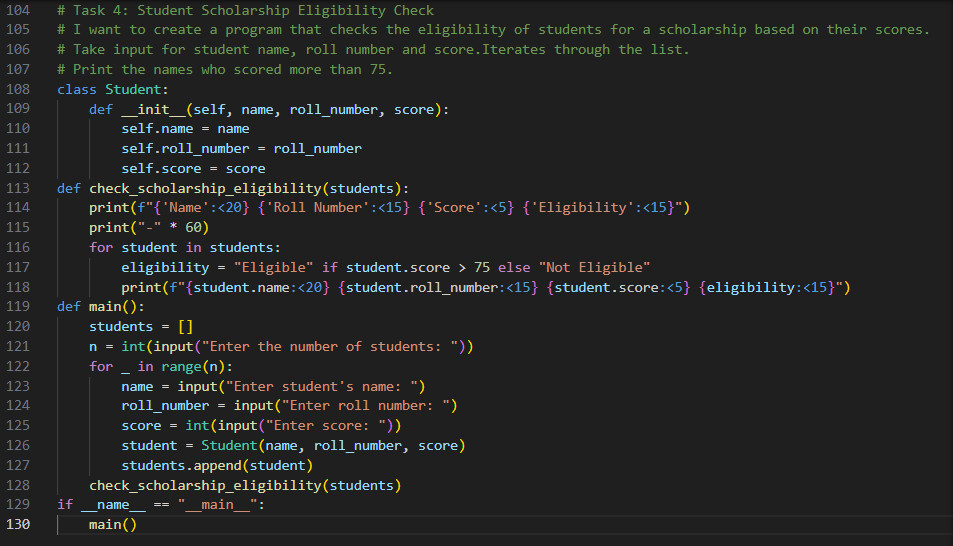 104 # Task 4: Student Scholarship Eligibility Check
105 # I want to create a program that checks the eligibility of students for a scholarship based on their scores.
106 # Take input for student name, roll number and score.Iterates through the list.
107 # Print the names who scored more than 75.
108 class Student:
109     def __init__(self, name, roll_number, score):
110         self.name = name
111         self.roll_number = roll_number
112         self.score = score
113 def check_scholarship_eligibility(students):
114     print(f"{'Name':<20} {'Roll Number':<15} {'Score':<5} {'Eligibility':<15}")
115     print("-" * 60)
116     for student in students:
117         eligibility = "Eligible" if student.score > 75 else "Not Eligible"
118         print(f"{student.name:<20} {student.roll_number:<15} {student.score:<5} {eligibility:<15}")
119 def main():
120     students = []
121     n = int(input("Enter the number of students: "))
122     for _ in range(n):
123         name = input("Enter student's name: ")
124         roll_number = input("Enter roll number: ")
125         score = int(input("Enter score: "))
126         student = Student(name, roll_number, score)
127         students.append(student)
128     check_scholarship_eligibility(students)
129 if __name__ == "__main__":
130     main()